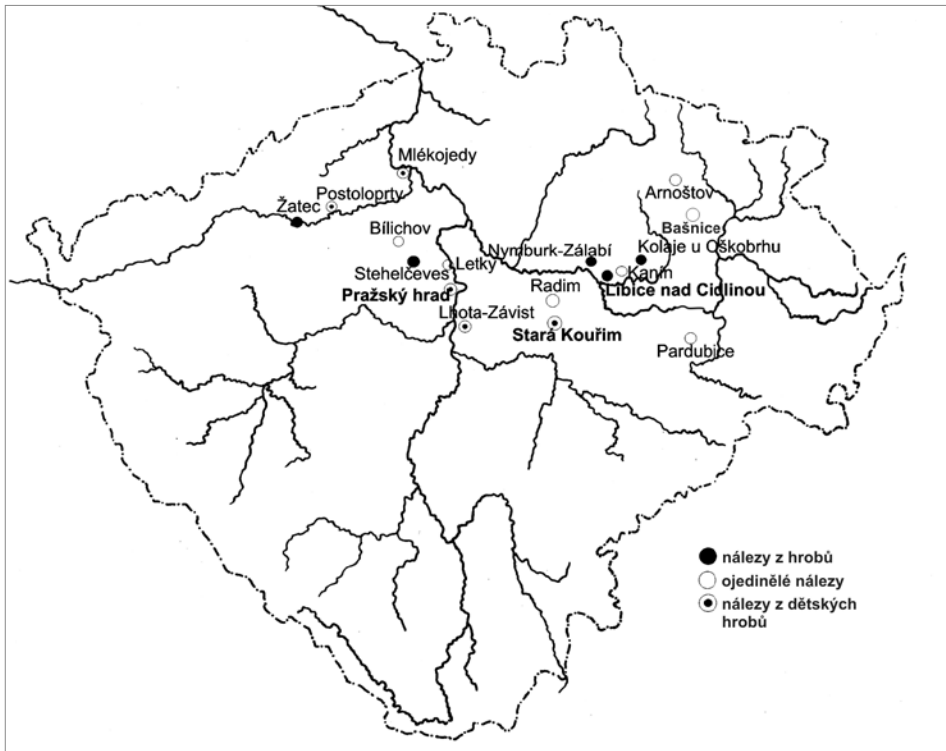 Mlékojedy
Postoloprty
Žatec
Arnoštov
Bašnice
Bílichov
Nymburk-Zálabí
Kolaje u Oškobrhu
Letky
Kanín
Stehelčeves
Radim
Libice nad Cidlinou
Pražský hrad
Lhota-Závist
Stará Kouřim
Pardubice
nálezy z hrobů
ojedinělé nálezy
nálezy z dětských
hrobů